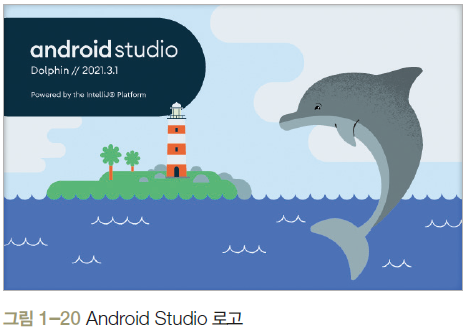 android studio
Dolphin // 2021.3.1
Powered by the IntelliJ® Platform
그림 1-20 Android Studio 로고